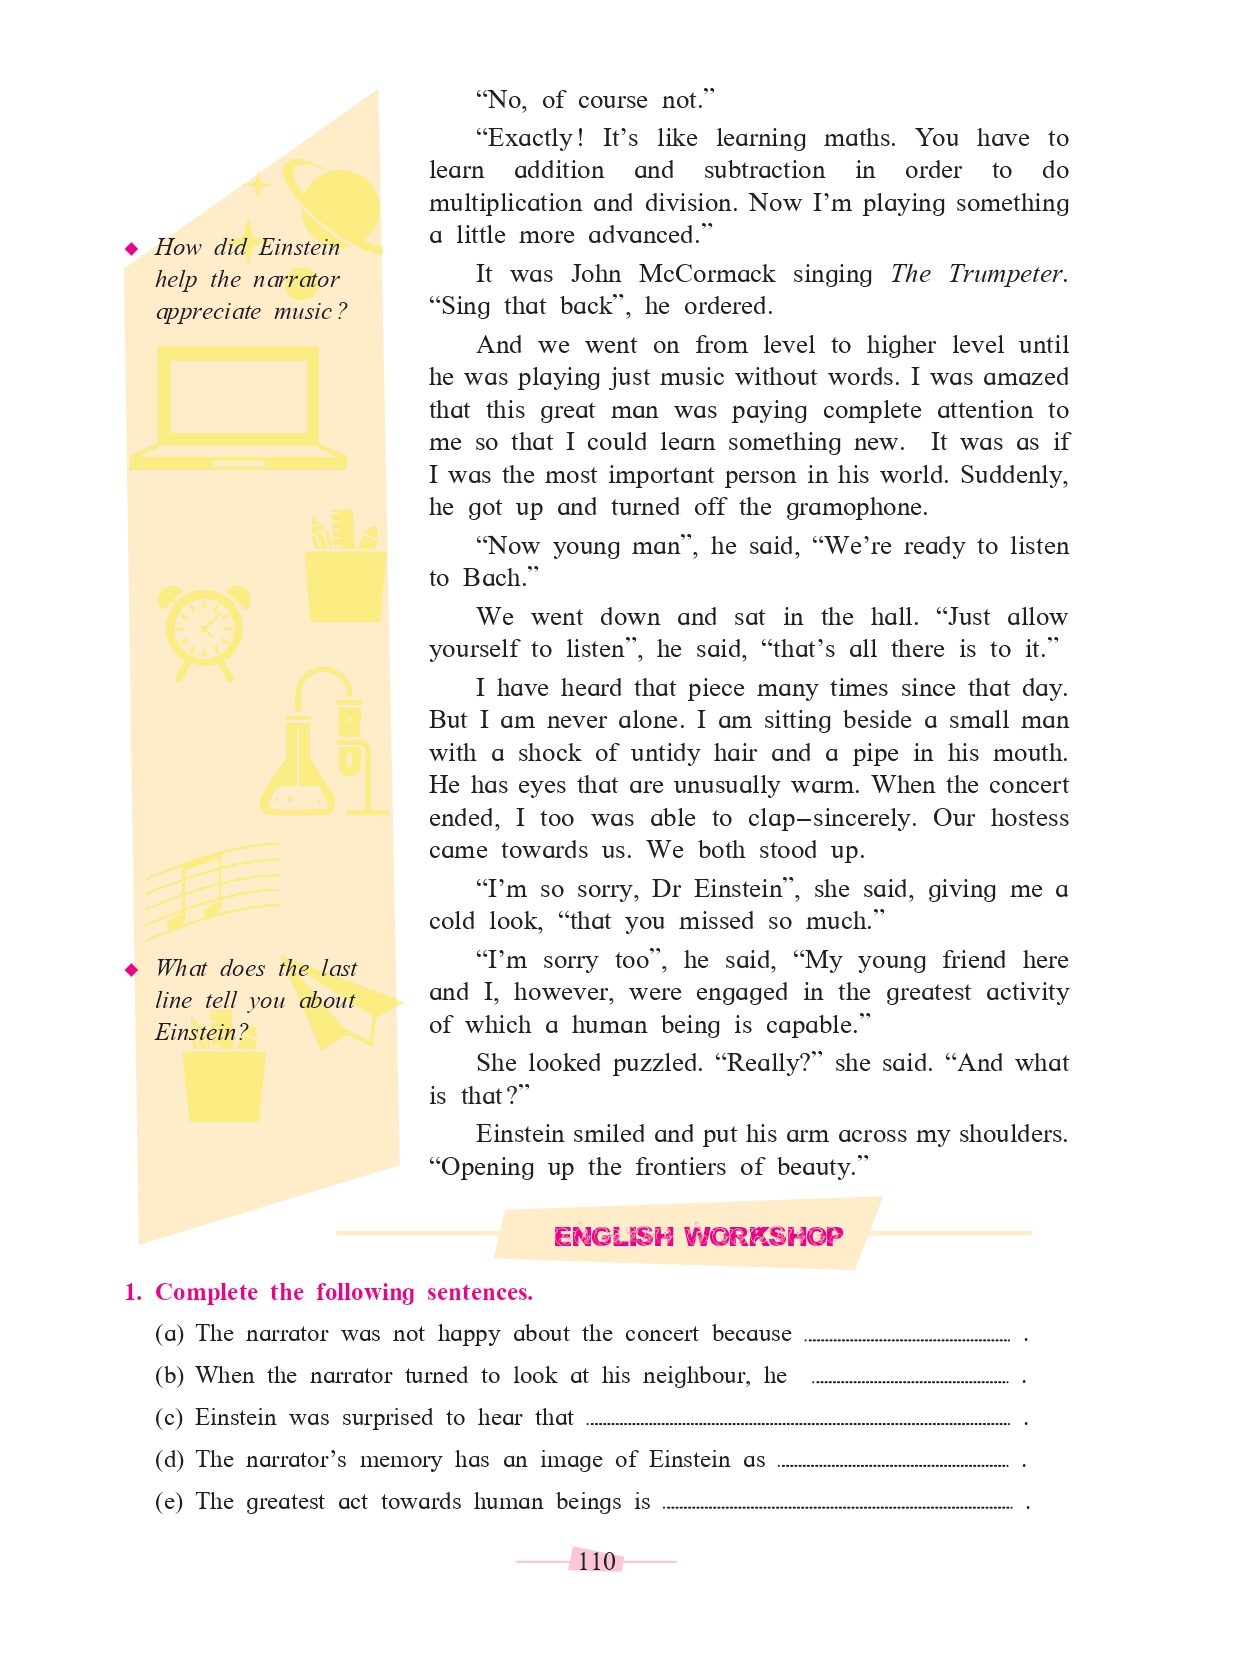 “No, of course not.”
“Exactly! It’s like learning maths. You have to
learn addition and subtraction in order to do
multiplication and division. Now I’m playing something
a little more advanced.”
◆ How did Einstein
help the narrator
appreciate music?
It was John McCormack singing The Trumpeter.
“Sing that back”, he ordered.
And we went on from level to higher level until
he was playing just music without words. I was amazed
that this great man was paying complete attention to
me so that I could learn something new. It was as if
I was the most important person in his world. Suddenly,
he got up and turned off the gramophone.
“Now young man”, he said, “We’re ready to listen
to Bach.”
We went down and sat in the hall. “Just allow
yourself to listen”, he said, “that’s all there is to it.”
I have heard that piece many times since that day.
But I am never alone. I am sitting beside a small man
with a shock of untidy hair and a pipe in his mouth.
He has eyes that are unusually warm. When the concert
ended, I too was able to clap–sincerely. Our hostess
came towards us. We both stood up.
“I’m so sorry, Dr Einstein”, she said, giving me a
cold look, “that you missed so much.”
◆ What does the last
line tell you about
Einstein?
“I’m sorry too”, he said, “My young friend here
and I, however, were engaged in the greatest activity
of which a human being is capable.”
She looked puzzled. “Really?” she said. “And what
is that?”
Einstein smiled and put his arm across my shoulders.
“Opening up the frontiers of beauty.”
ENGLISH WORKSHOP
1. Complete the following sentences.
(a) The narrator was not happy about the concert because .................................................... .
(b) When the narrator turned to look at his neighbour, he .................................................... .
(c) Einstein was surprised to hear that .................................................... .
(d) The narrator’s memory has an image of Einstein as .................................................... .
(e) The greatest act towards human beings is .................................................... .
110